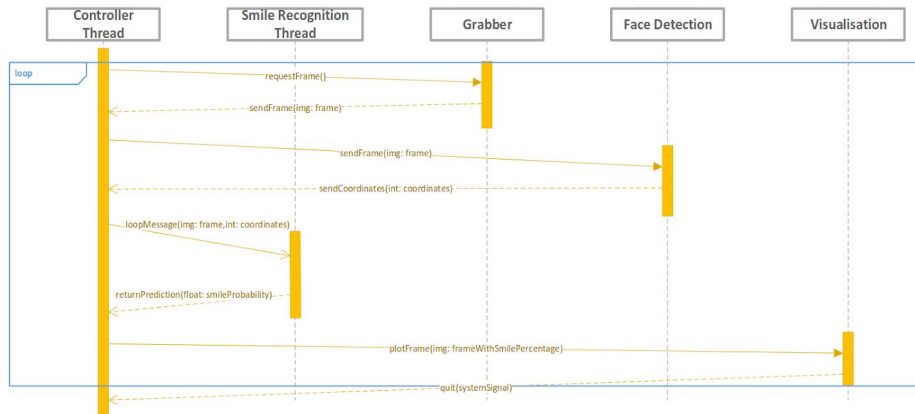 Controller
Thread
Smile Recognition
Thread
Grabber
Face Detection
Visualisation
loop
requestFrame()
sendFrame(img: frame)
sendFrame(img: frame)
sendCoordinates(int: coordinates)
loopMessage(img: frame,int: coordinates)
returnPrediction(float: smileProbability)
plotFrame(img: frameWithSmilePercentage)
quit(systemSignal)